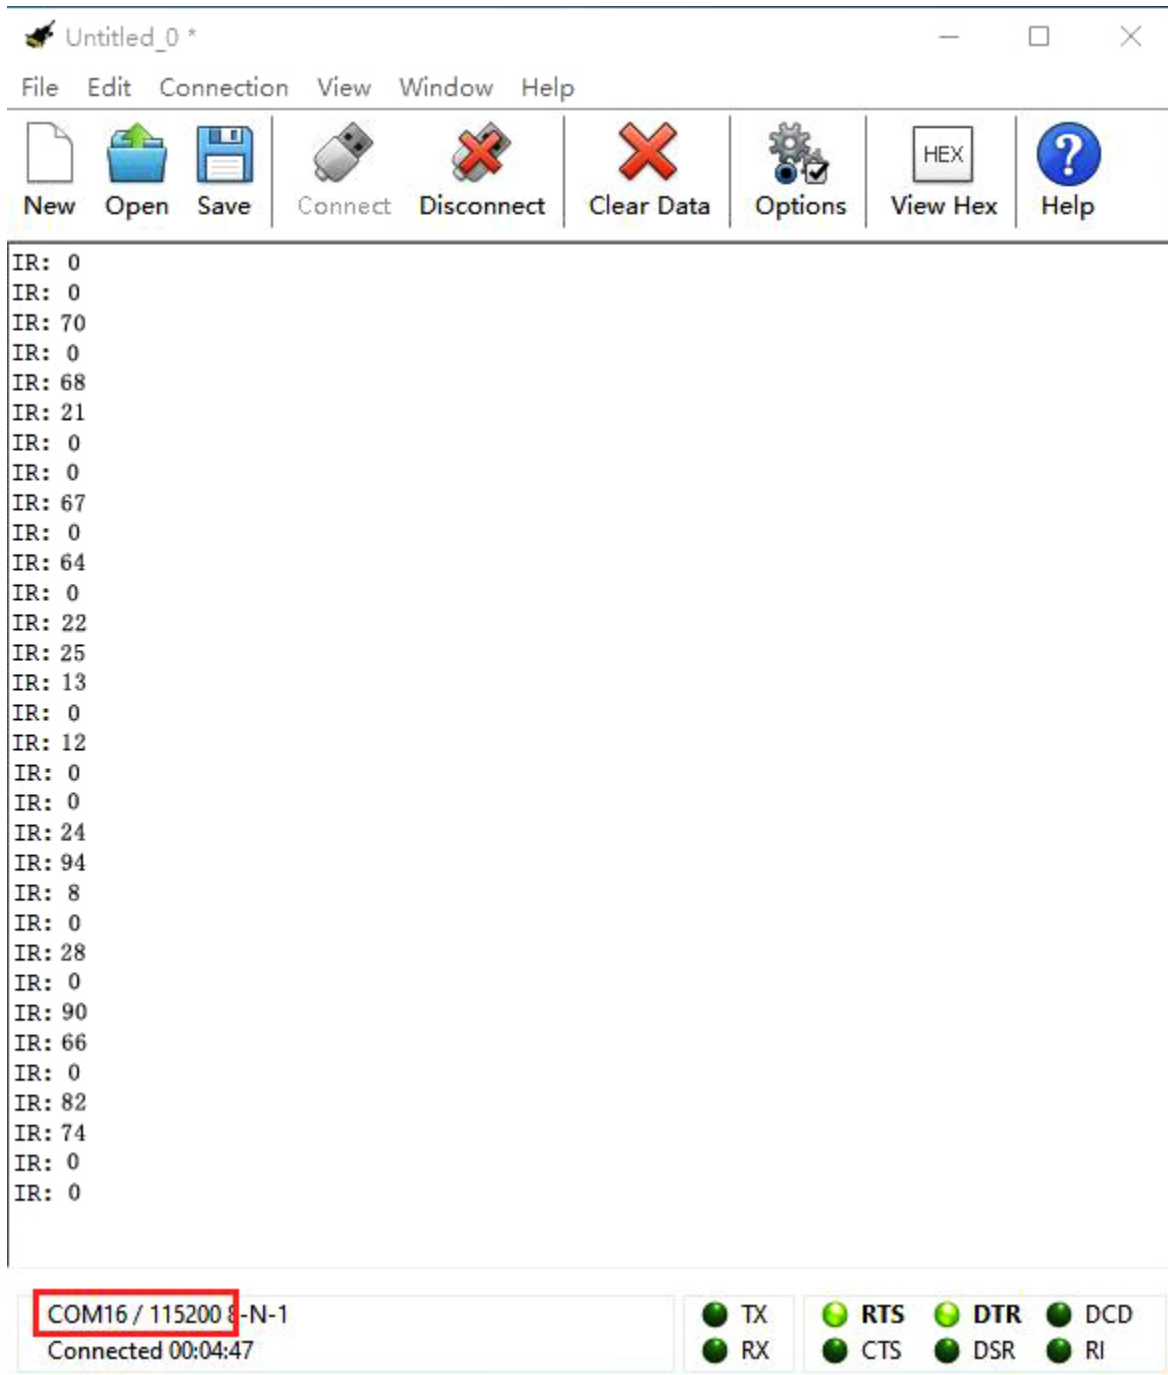 Untitled_0 *
File Edit Connection View Window Help
HEX ?
New Open Save Connect Disconnect Clear Data Options View Hex Help
IR: 0
IR: 0
IR: 70
IR: 0
IR: 68
IR: 21
IR: 0
IR: 0
IR: 67
IR: 0
IR: 64
IR: 0
IR: 22
IR: 25
IR: 13
IR: 0
IR: 12
IR: 0
IR: 0
IR: 24
IR: 94
IR: 8
IR: 0
IR: 28
IR: 0
IR: 90
IR: 66
IR: 0
IR: 82
IR: 74
IR: 0
IR: 0
COM16 / 115200 8-N-1 TX RTS DTR DCD
Connected 00:04:47 RX CTS DSR RI